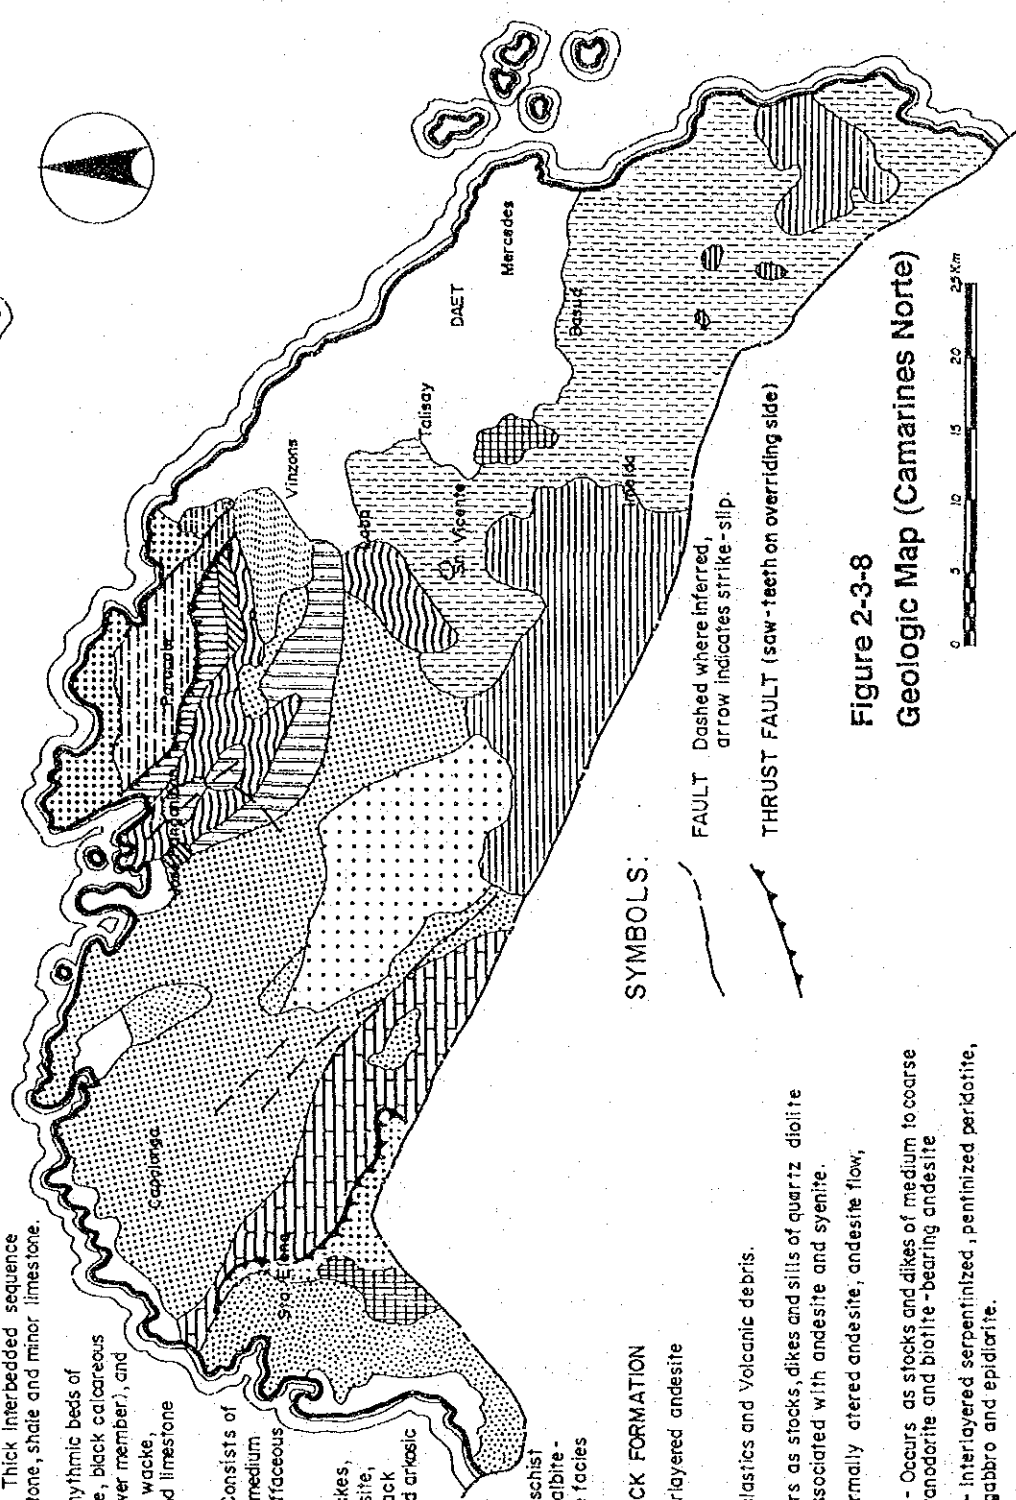 Thick interbedded sequence
tone, shale and minor limestone.
hythmic beds of
e, black calcareous
wer member), and
wacke,
d limestone
Consists of
medium
ffaceous
kes,
site,
ack
d arkosic
schist
albite-
e facies
CK FORMATION
rlayered andesite
lastics and Volcanic debris.
rs as stocks, dikes and sills of quartz diolite
ssociated with andesite and syenite.
rmally atered andesite, andesite flow,
- Occurs as stocks and dikes of medium to coarse
anodorite and biotite-bearing andesite
- Interlayered serpentinized, pentinized peridotite,
gabbro and epidiorite.
Capalonga
Sta Elena
Paracale
Vinzons
Talisay
DAET
Mercedes
Basud
Labo
Sn Vicente
Imelda
SYMBOLS:
FAULT Dashed where inferred,
arrow indicates strike-slip.
THRUST FAULT (saw-teeth on overriding side)
Figure 2-3-8
Geologic Map (Camarines Norte)
0 5 10 15 20 25 Km